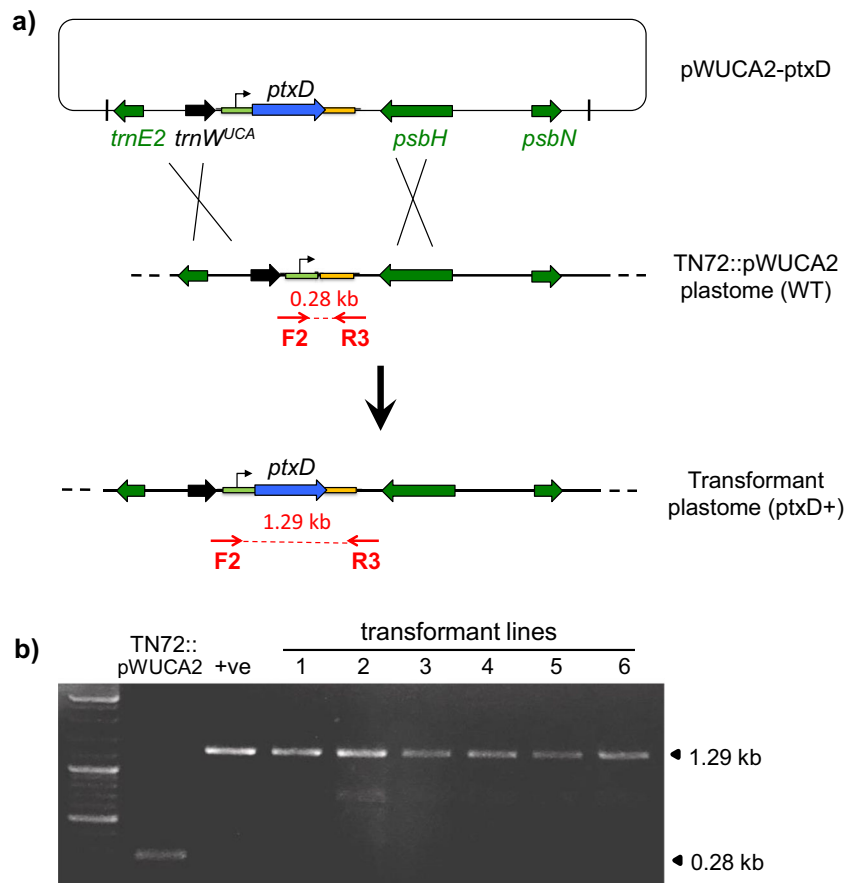 a)
pWUCA2-ptxD
ptxD
trnE2
trnW^UCA
psbH
psbN
TN72::pWUCA2
plastome (WT)
0.28 kb
F2
R3
ptxD
Transformant
plastome (ptxD+)
1.29 kb
F2
R3
b)
TN72::
pWUCA2
+ve
transformant lines
1 2 3 4 5 6
1.29 kb
0.28 kb